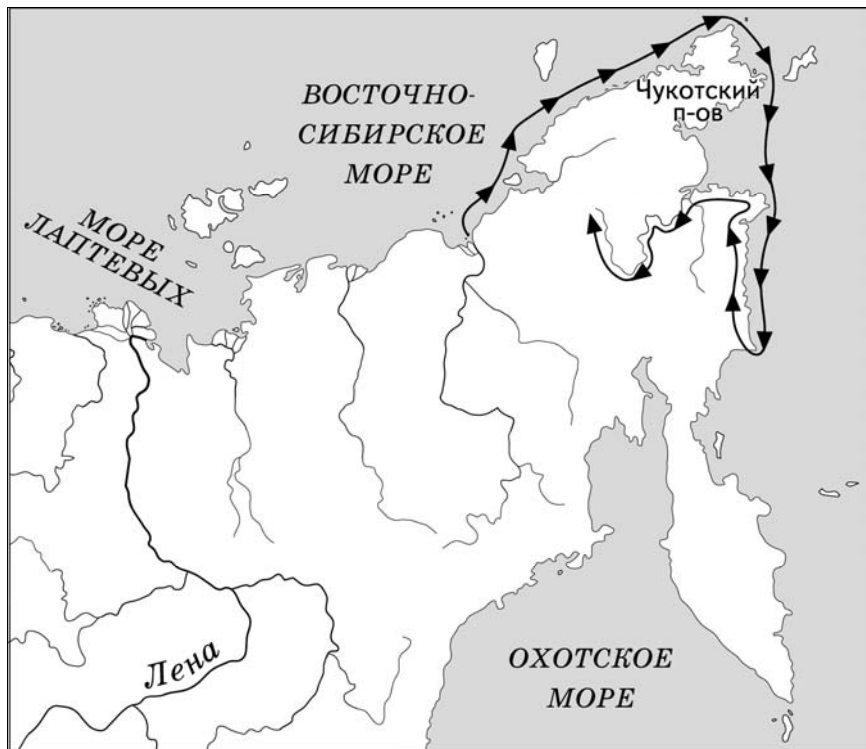 ВОСТОЧНО-
СИБИРСКОЕ
МОРЕ
Чукотский
п-ов
МОРЕ
ЛАПТЕВЫХ
Лена
ОХОТСКОЕ
МОРЕ